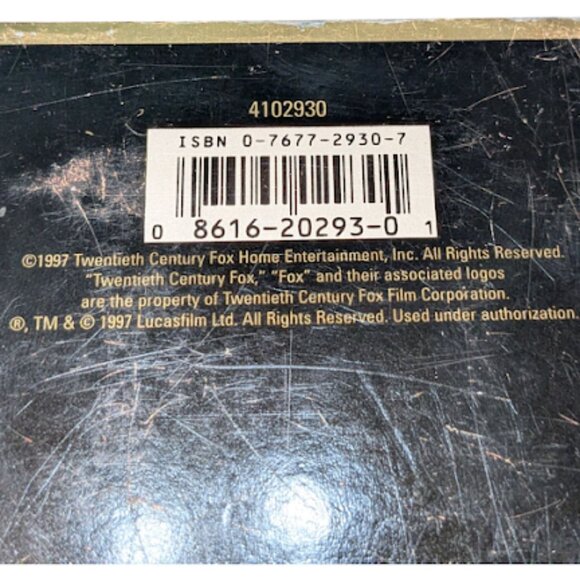 4102930
ISBN 0-7677-2930-7
0 8616-20293-0 1
©1997 Twentieth Century Fox Home Entertainment, Inc. All Rights Reserved.
"Twentieth Century Fox," "Fox" and their associated logos
are the property of Twentieth Century Fox Film Corporation.
®, TM & © 1997 Lucasfilm Ltd. All Rights Reserved. Used under authorization.